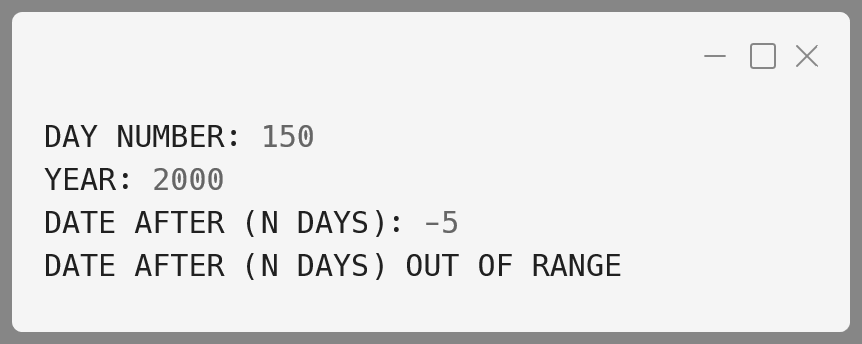 DAY NUMBER: 150
YEAR: 2000
DATE AFTER (N DAYS): -5
DATE AFTER (N DAYS) OUT OF RANGE